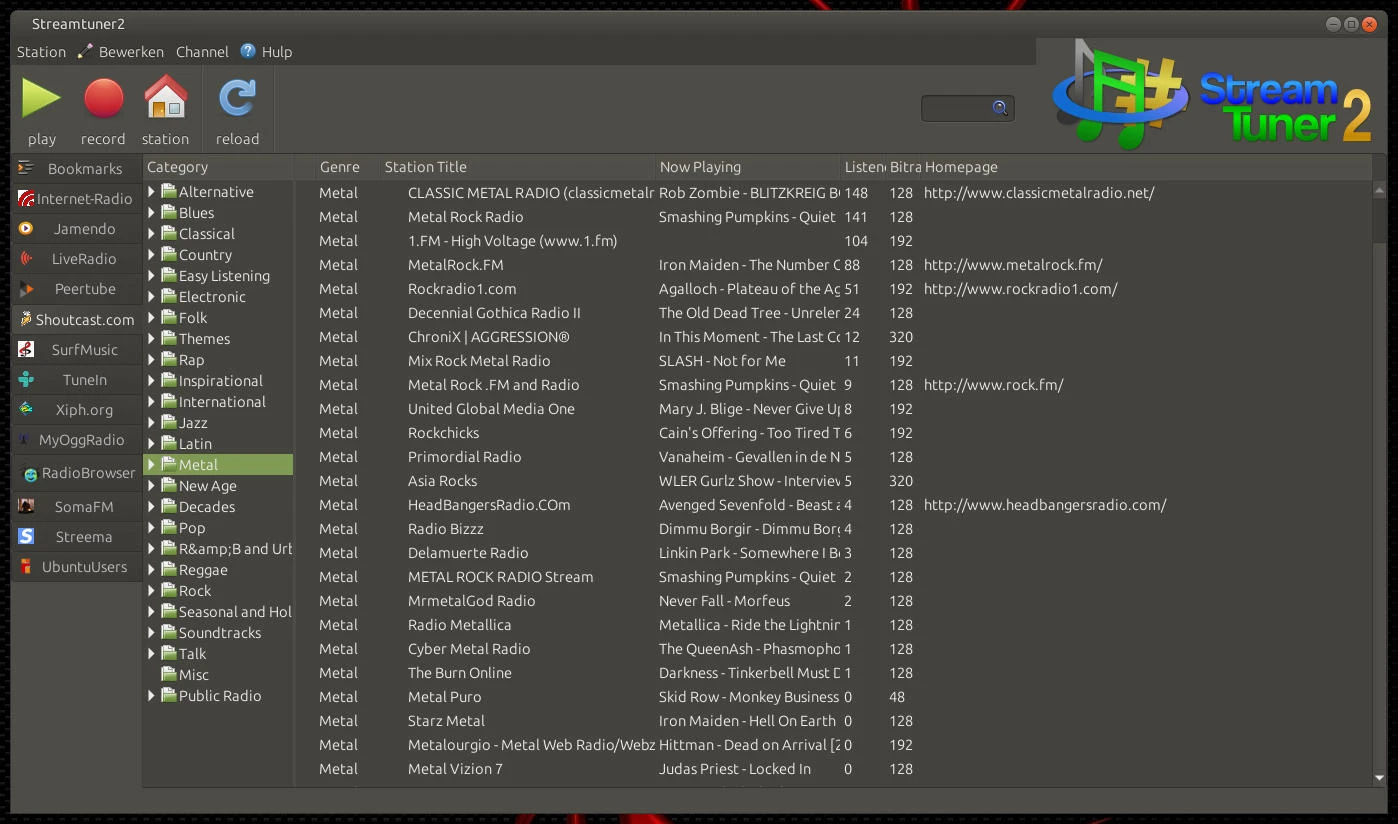 Streamtuner2
Station Bewerken Channel Help
play record station reload
Stream Tuner 2
Bookmarks
Internet-Radio
Jamendo
LiveRadio
Peertube
Shoutcast.com
SurfMusic
TuneIn
Xiph.org
MyOggRadio
RadioBrowser
SomaFM
Streema
UbuntuUsers
Category
Alternative
Blues
Classical
Country
Easy Listening
Electronic
Folk
Themes
Rap
Inspirational
International
Jazz
Latin
Metal
New Age
Decades
Pop
R&amp;B and Urb
Reggae
Rock
Seasonal and Hol
Soundtracks
Talk
Misc
Public Radio
Genre Station Title Now Playing Listene Bitra Homepage
Metal CLASSIC METAL RADIO (classicmetalr Rob Zombie - BLITZKREIG BO 148 128 http://www.classicmetalradio.net/
Metal Metal Rock Radio Smashing Pumpkins - Quiet 141 128
Metal 1.FM - High Voltage (www.1.fm) 104 192
Metal MetalRock.FM Iron Maiden - The Number O 88 128 http://www.metalrock.fm/
Metal Rockradio1.com Agalloch - Plateau of the Ag 51 192 http://www.rockradio1.com/
Metal Decennial Gothica Radio II The Old Dead Tree - Unrelen 24 128
Metal ChroniX | AGGRESSION® In This Moment - The Last Co 12 320
Metal Mix Rock Metal Radio SLASH - Not for Me 11 192
Metal Metal Rock .FM and Radio Smashing Pumpkins - Quiet 9 128 http://www.rock.fm/
Metal United Global Media One Mary J. Blige - Never Give Up 8 192
Metal Rockchicks Cain's Offering - Too Tired T 6 192
Metal Primordial Radio Vanaheim - Gevallen in de N 5 128
Metal Asia Rocks WLER Gurlz Show - Interview 5 320
Metal HeadBangersRadio.COm Avenged Sevenfold - Beast a 4 128 http://www.headbangersradio.com/
Metal Radio Bizzz Dimmu Borgir - Dimmu Borg 4 128
Metal Delamuerte Radio Linkin Park - Somewhere I Be 3 128
Metal METAL ROCK RADIO Stream Smashing Pumpkins - Quiet 2 128
Metal MrmetalGod Radio Never Fall - Morfeus 2 128
Metal Radio Metallica Metallica - Ride the Lightnin 1 128
Metal Cyber Metal Radio The QueenAsh - Phasmopho 1 128
Metal The Burn Online Darkness - Tinkerbell Must D 1 128
Metal Metal Puro Skid Row - Monkey Business 0 48
Metal Starz Metal Iron Maiden - Hell On Earth 0 128
Metal Metalourgio - Metal Web Radio/Webz Hittman - Dead on Arrival [2 0 192
Metal Metal Vizion 7 Judas Priest - Locked In 0 128